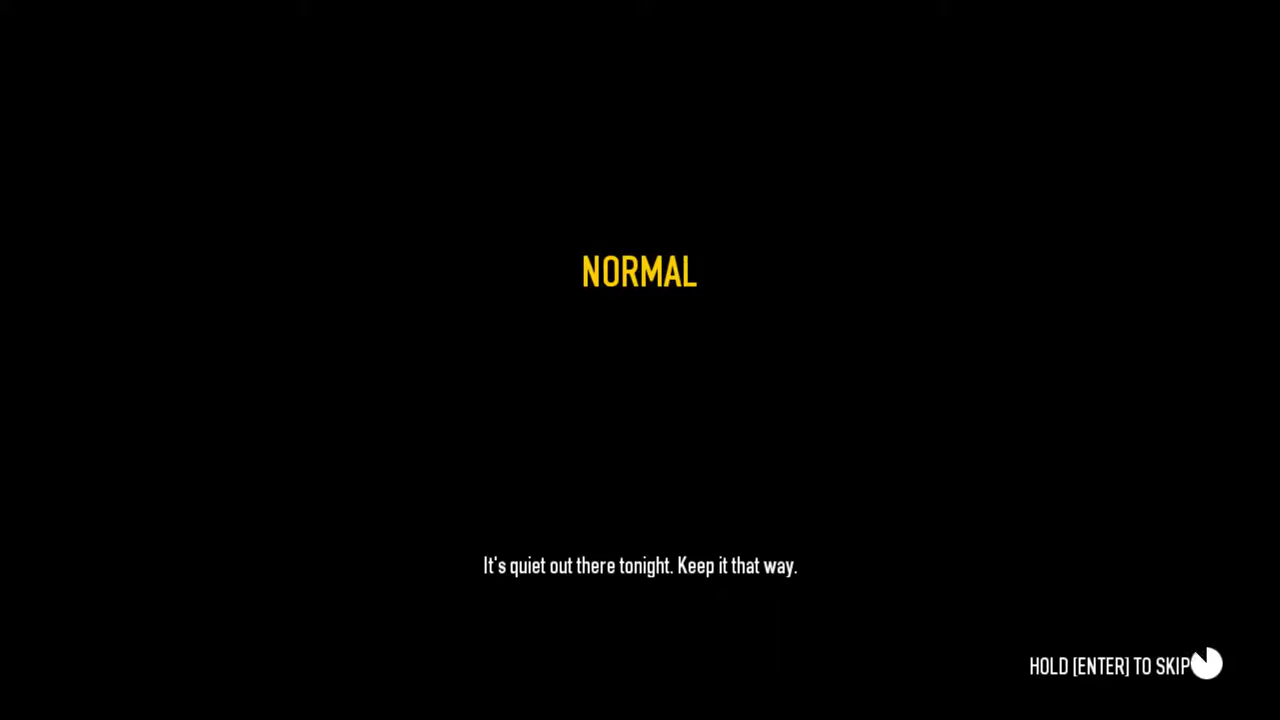 NORMAL
It's quiet out there tonight. Keep it that way.
HOLD [ENTER] TO SKIP